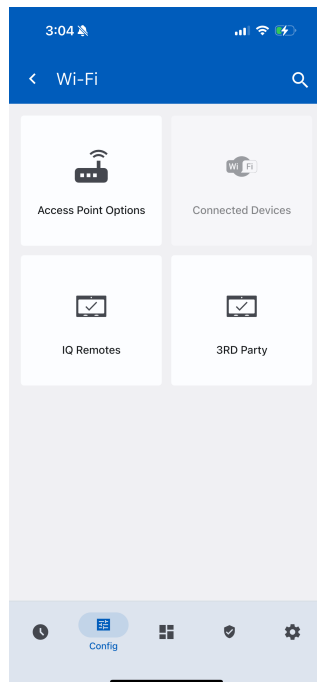 3:04
Wi-Fi
Access Point Options
Wi Fi
Connected Devices
IQ Remotes
3RD Party
Config